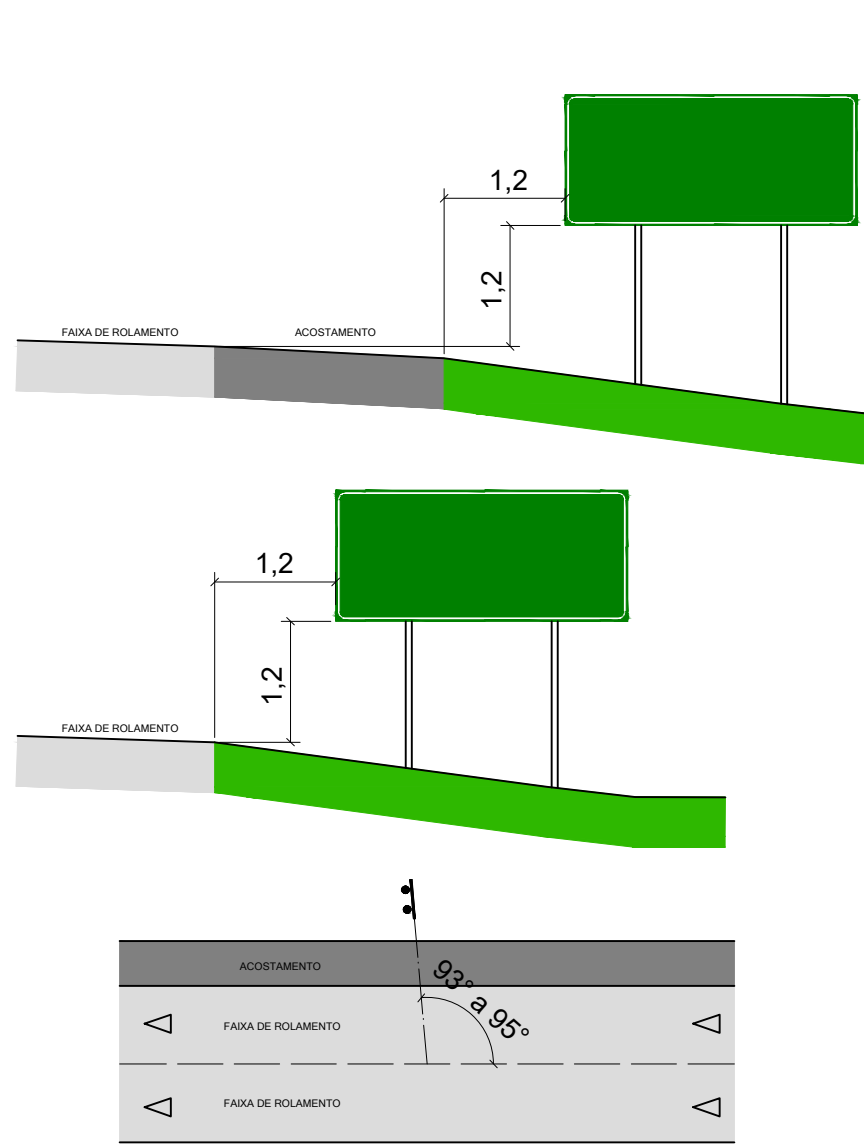 1,2
1,2
FAIXA DE ROLAMENTO
ACOSTAMENTO
1,2
1,2
FAIXA DE ROLAMENTO
ACOSTAMENTO
93° a 95°
FAIXA DE ROLAMENTO
FAIXA DE ROLAMENTO